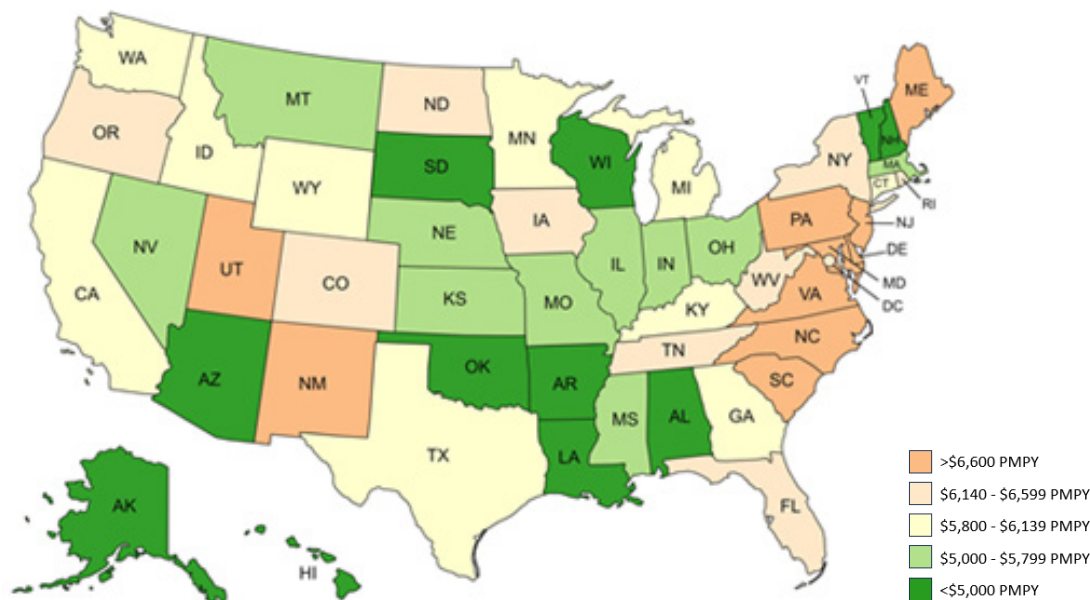 WA
OR
CA
ID
NV
MT
WY
UT
AZ
CO
NM
ND
SD
NE
KS
OK
TX
MN
IA
MO
AR
LA
WI
IL
MS
MI
IN
KY
TN
AL
OH
WV
GA
FL
SC
NC
VA
PA
NY
VT
NH
ME
MA
CT
RI
NJ
DE
MD
DC
AK
HI
>$6,600 PMPY
$6,140 - $6,599 PMPY
$5,800 - $6,139 PMPY
$5,000 - $5,799 PMPY
<$5,000 PMPY